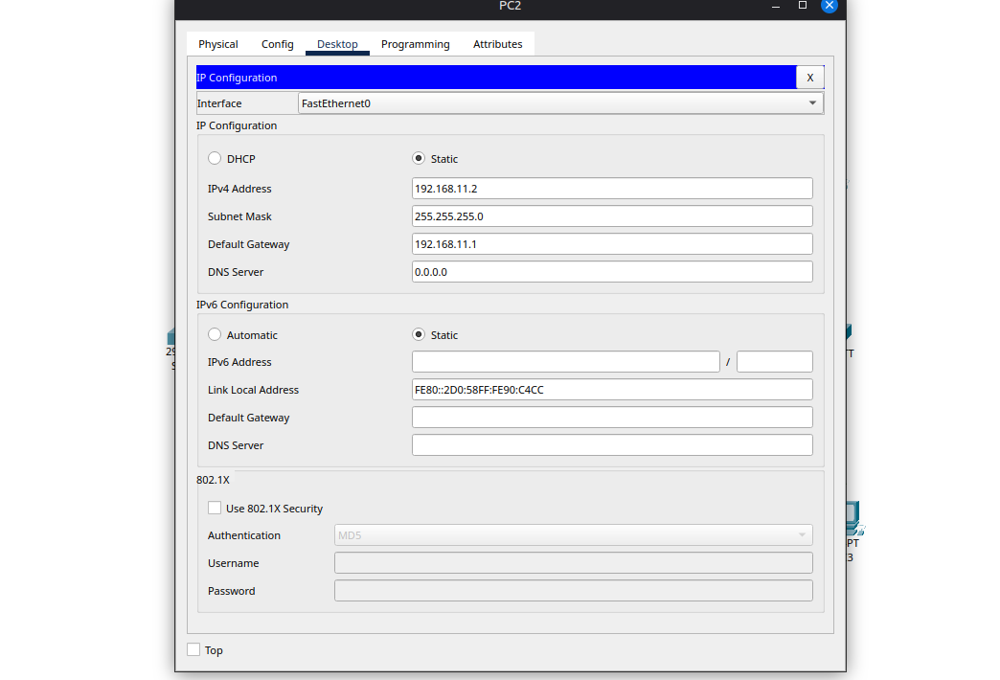 PC2
Physical Config Desktop Programming Attributes
IP Configuration X
Interface FastEthernet0
IP Configuration
DHCP Static
IPv4 Address 192.168.11.2
Subnet Mask 255.255.255.0
Default Gateway 192.168.11.1
DNS Server 0.0.0.0
IPv6 Configuration
Automatic Static
IPv6 Address /
Link Local Address FE80::2D0:58FF:FE90:C4CC
Default Gateway
DNS Server
802.1X
Use 802.1X Security
Authentication MD5
Username
Password
Top
29
S
T
PT
3